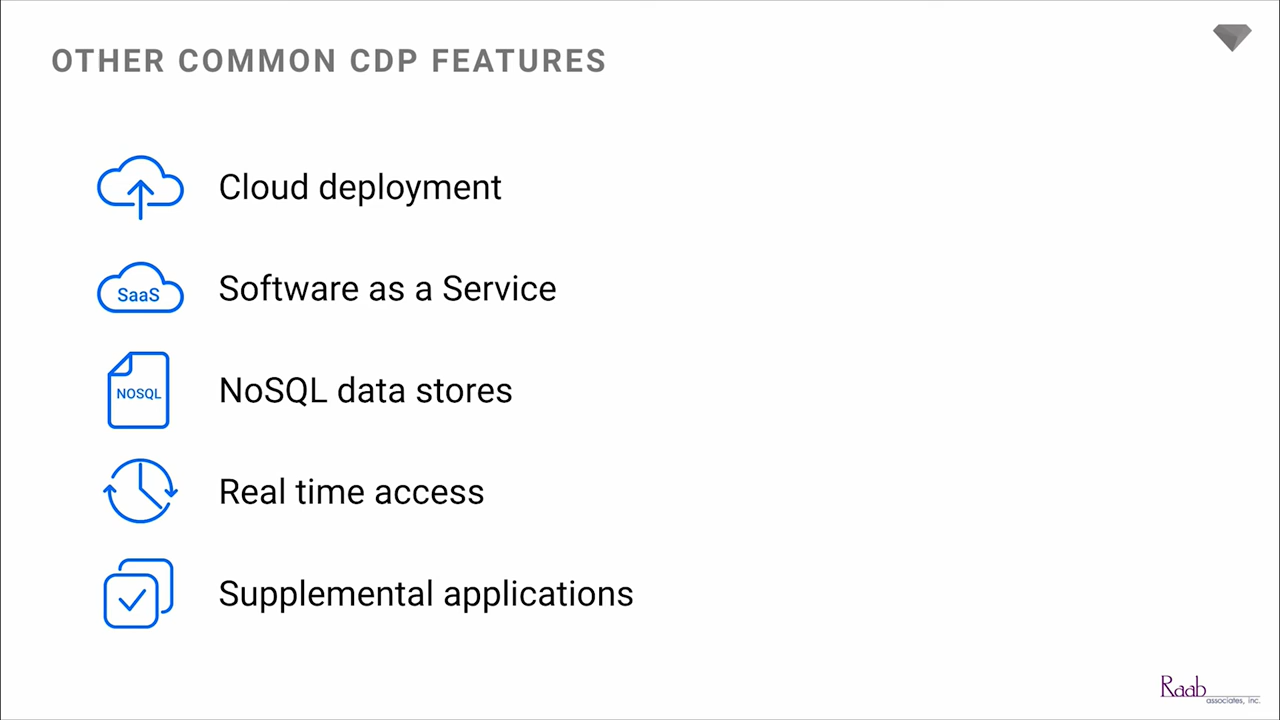 OTHER COMMON CDP FEATURES
Cloud deployment
SaaS
Software as a Service
NOSQL
NoSQL data stores
Real time access
Supplemental applications
Raab
associates, inc.